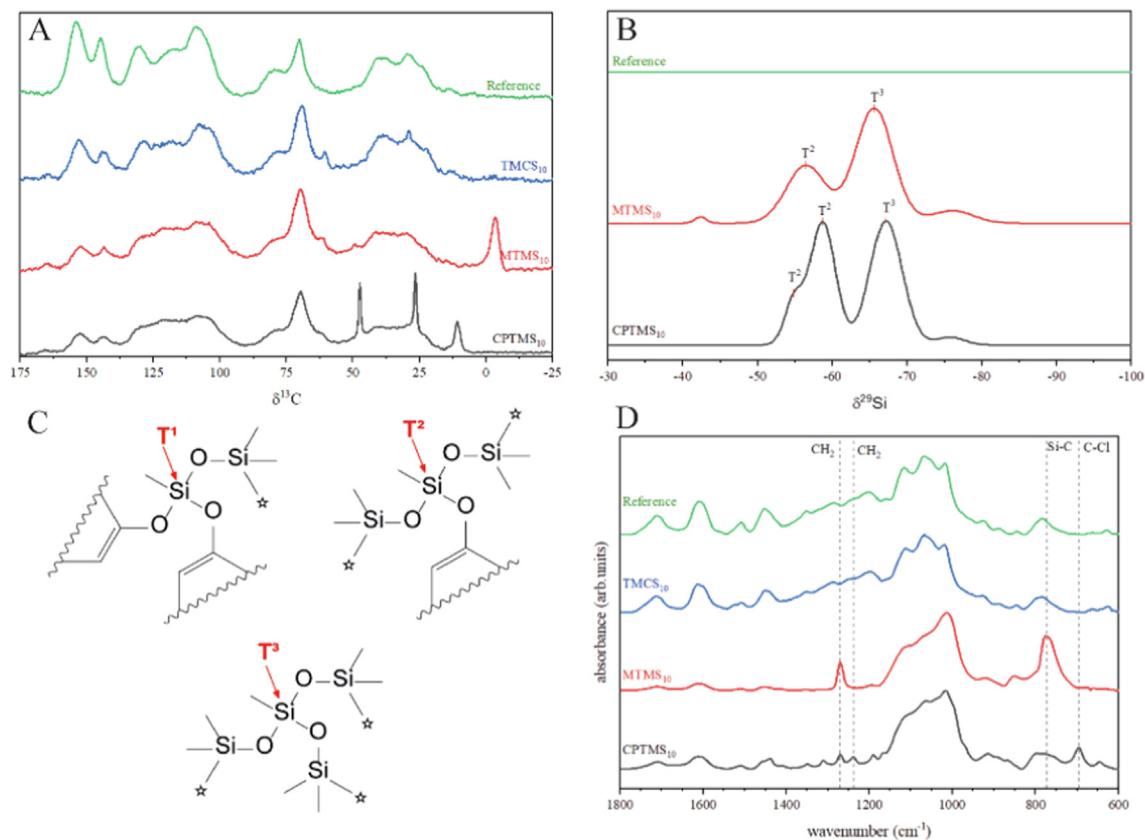 A
Reference
TMCS₁₀
MTMS₁₀
CPTMS₁₀
175 150 125 100 75 50 25 0 -25
δ¹³C
B
Reference
T³
T²
MTMS₁₀
T² T³
T²
CPTMS₁₀
-30 -40 -50 -60 -70 -80 -90 -100
δ²⁹Si
C
T¹
O Si
Si
O O
T²
O Si
Si
Si O O
T³
O Si
Si
Si O O
Si
D
CH₂ CH₂ Si-C C-Cl
Reference
TMCS₁₀
MTMS₁₀
CPTMS₁₀
absorbance (arb.units)
1800 1600 1400 1200 1000 800 600
wavenumber (cm⁻¹)